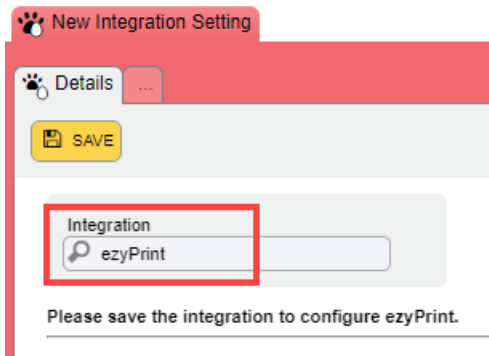 New Integration Setting
Details
...
SAVE
Integration
ezyPrint
Please save the integration to configure ezyPrint.